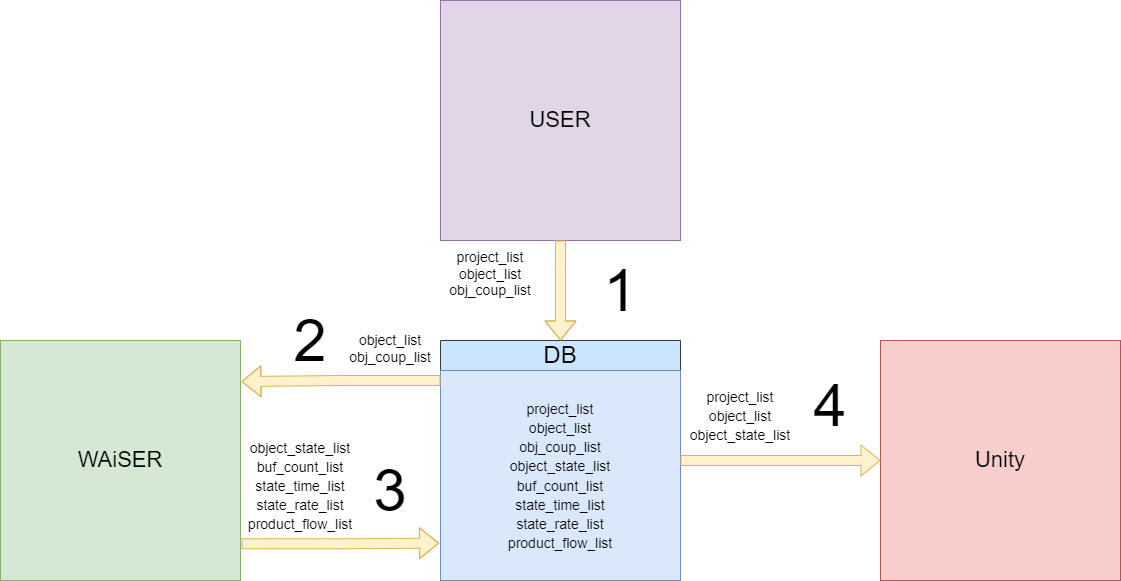 USER
project_list
object_list
obj_coup_list
1
2
object_list
obj_coup_list
DB
project_list
object_list
obj_coup_list
object_state_list
buf_count_list
state_time_list
state_rate_list
product_flow_list
project_list
object_list
object_state_list
4
WAiSER
object_state_list
buf_count_list
state_time_list
state_rate_list
product_flow_list
3
Unity